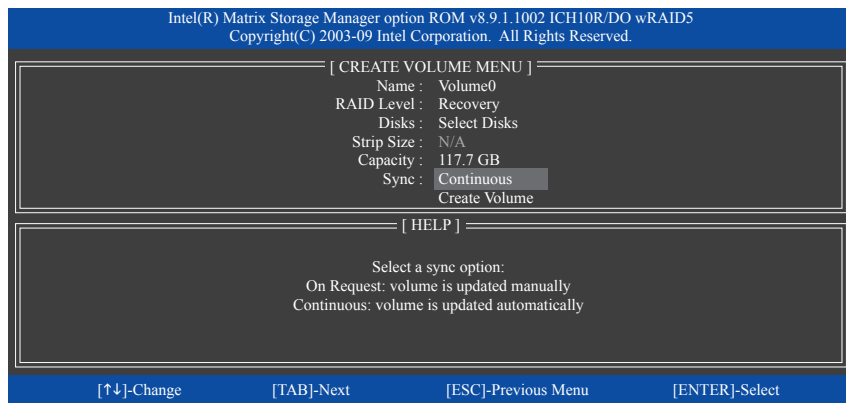 Intel(R) Matrix Storage Manager option ROM v8.9.1.1002 ICH10R/DO wRAID5
Copyright(C) 2003-09 Intel Corporation.  All Rights Reserved.
[ CREATE VOLUME MENU ]
Name :   Volume0
RAID Level :   Recovery
Disks :   Select Disks
Strip Size :   N/A
Capacity :   117.7 GB
Sync :   Continuous
Create Volume
[ HELP ]
Select a sync option:
On Request: volume is updated manually
Continuous: volume is updated automatically
[↑↓]-Change   [TAB]-Next   [ESC]-Previous Menu   [ENTER]-Select